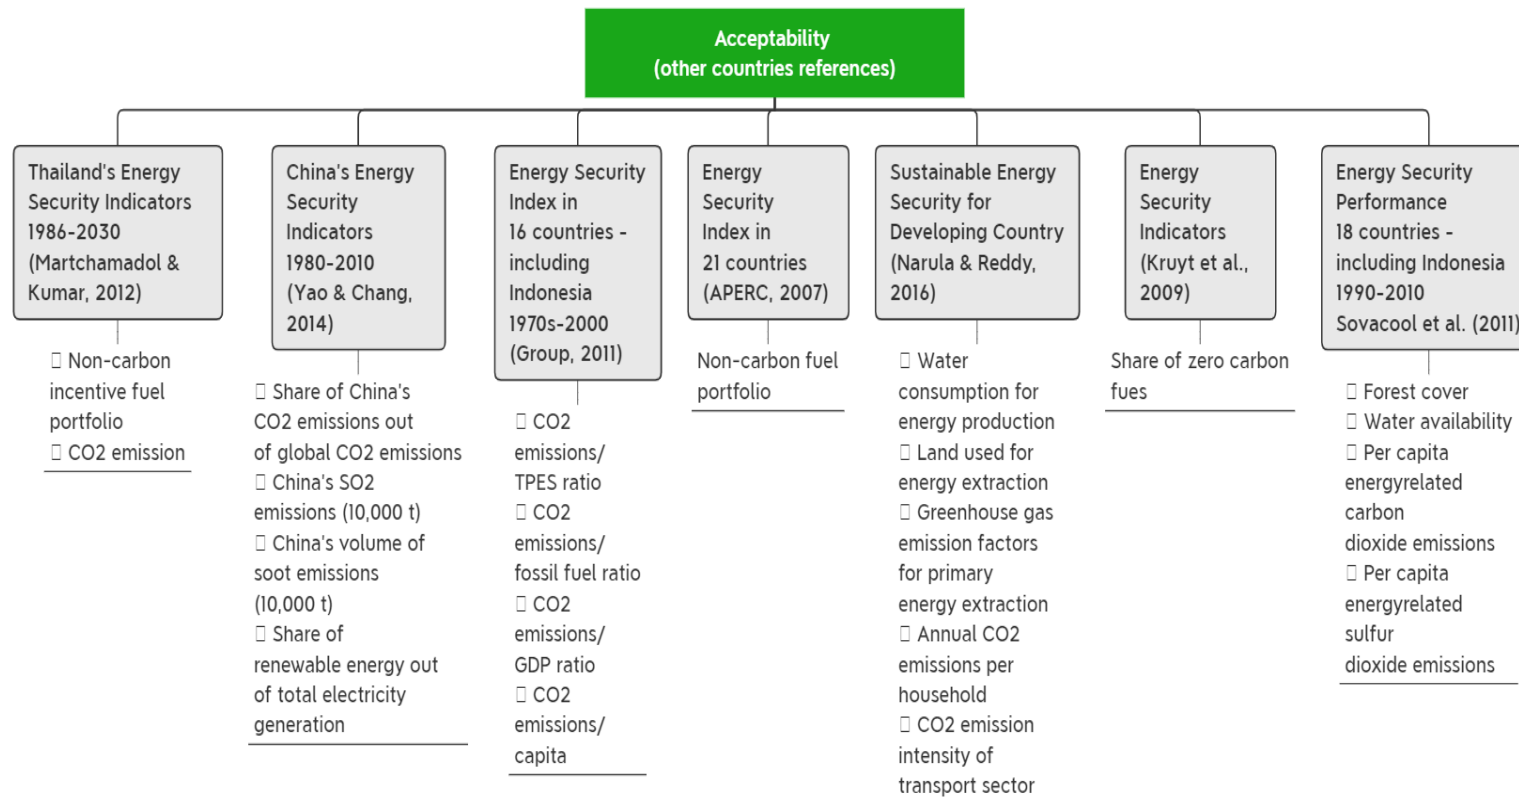 Acceptability
(other countries references)
Thailand's Energy
Security Indicators
1986-2030
(Martchamadol &
Kumar, 2012)
▯ Non-carbon
incentive fuel
portfolio
▯ CO2 emission
China's Energy
Security
Indicators
1980-2010
(Yao & Chang,
2014)
▯ Share of China's
CO2 emissions out
of global CO2 emissions
▯ China's SO2
emissions (10,000 t)
▯ China's volume of
soot emissions
(10,000 t)
▯ Share of
renewable energy out
of total electricity
generation
Energy Security
Index in
16 countries -
including
Indonesia
1970s-2000
(Group, 2011)
▯ CO2
emissions/
TPES ratio
▯ CO2
emissions/
fossil fuel ratio
▯ CO2
emissions/
GDP ratio
▯ CO2
emissions/
capita
Energy
Security
Index in
21 countries
(APERC, 2007)
Non-carbon fuel
portfolio
Sustainable Energy
Security for
Developing Country
(Narula & Reddy,
2016)
▯ Water
consumption for
energy production
▯ Land used for
energy extraction
▯ Greenhouse gas
emission factors
for primary
energy extraction
▯ Annual CO2
emissions per
household
▯ CO2 emission
intensity of
transport sector
Energy
Security
Indicators
(Kruyt et al.,
2009)
Share of zero carbon
fues
Energy Security
Performance
18 countries -
including Indonesia
1990-2010
Sovacool et al. (2011)
▯ Forest cover
▯ Water availability
▯ Per capita
energyrelated
carbon
dioxide emissions
▯ Per capita
energyrelated
sulfur
dioxide emissions